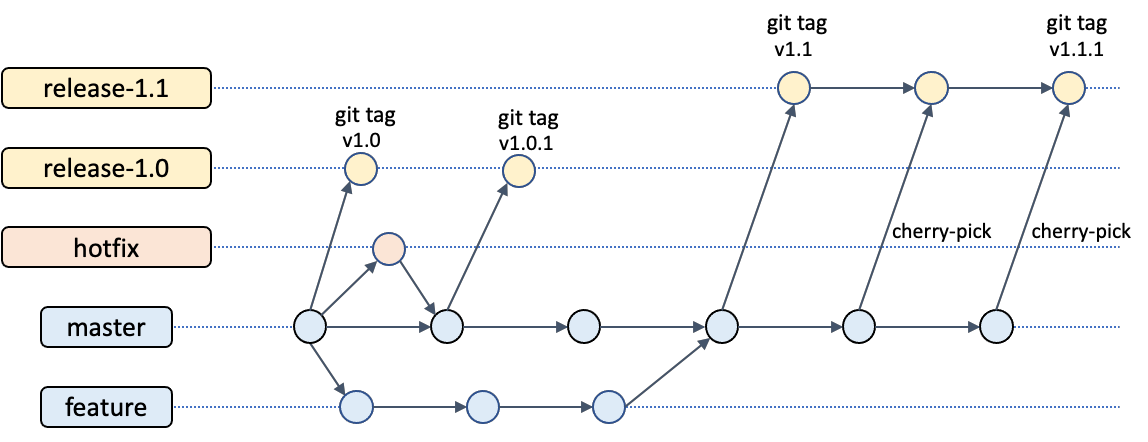 git tag
v1.1
git tag
v1.1.1
release-1.1
git tag
v1.0
git tag
v1.0.1
release-1.0
hotfix
cherry-pick
cherry-pick
master
feature